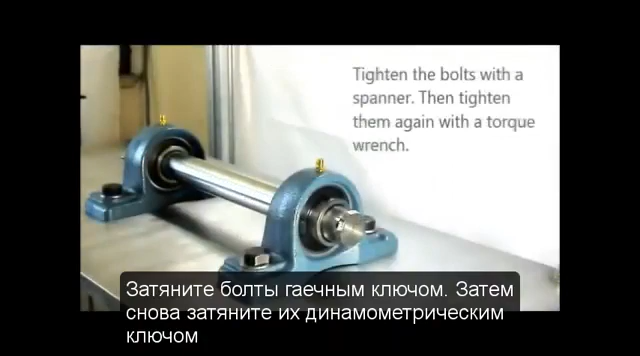 Tighten the bolts with a
spanner. Then tighten
them again with a torque
wrench.
Затяните болты гаечным ключом. Затем
снова затяните их динамометрическим
ключом